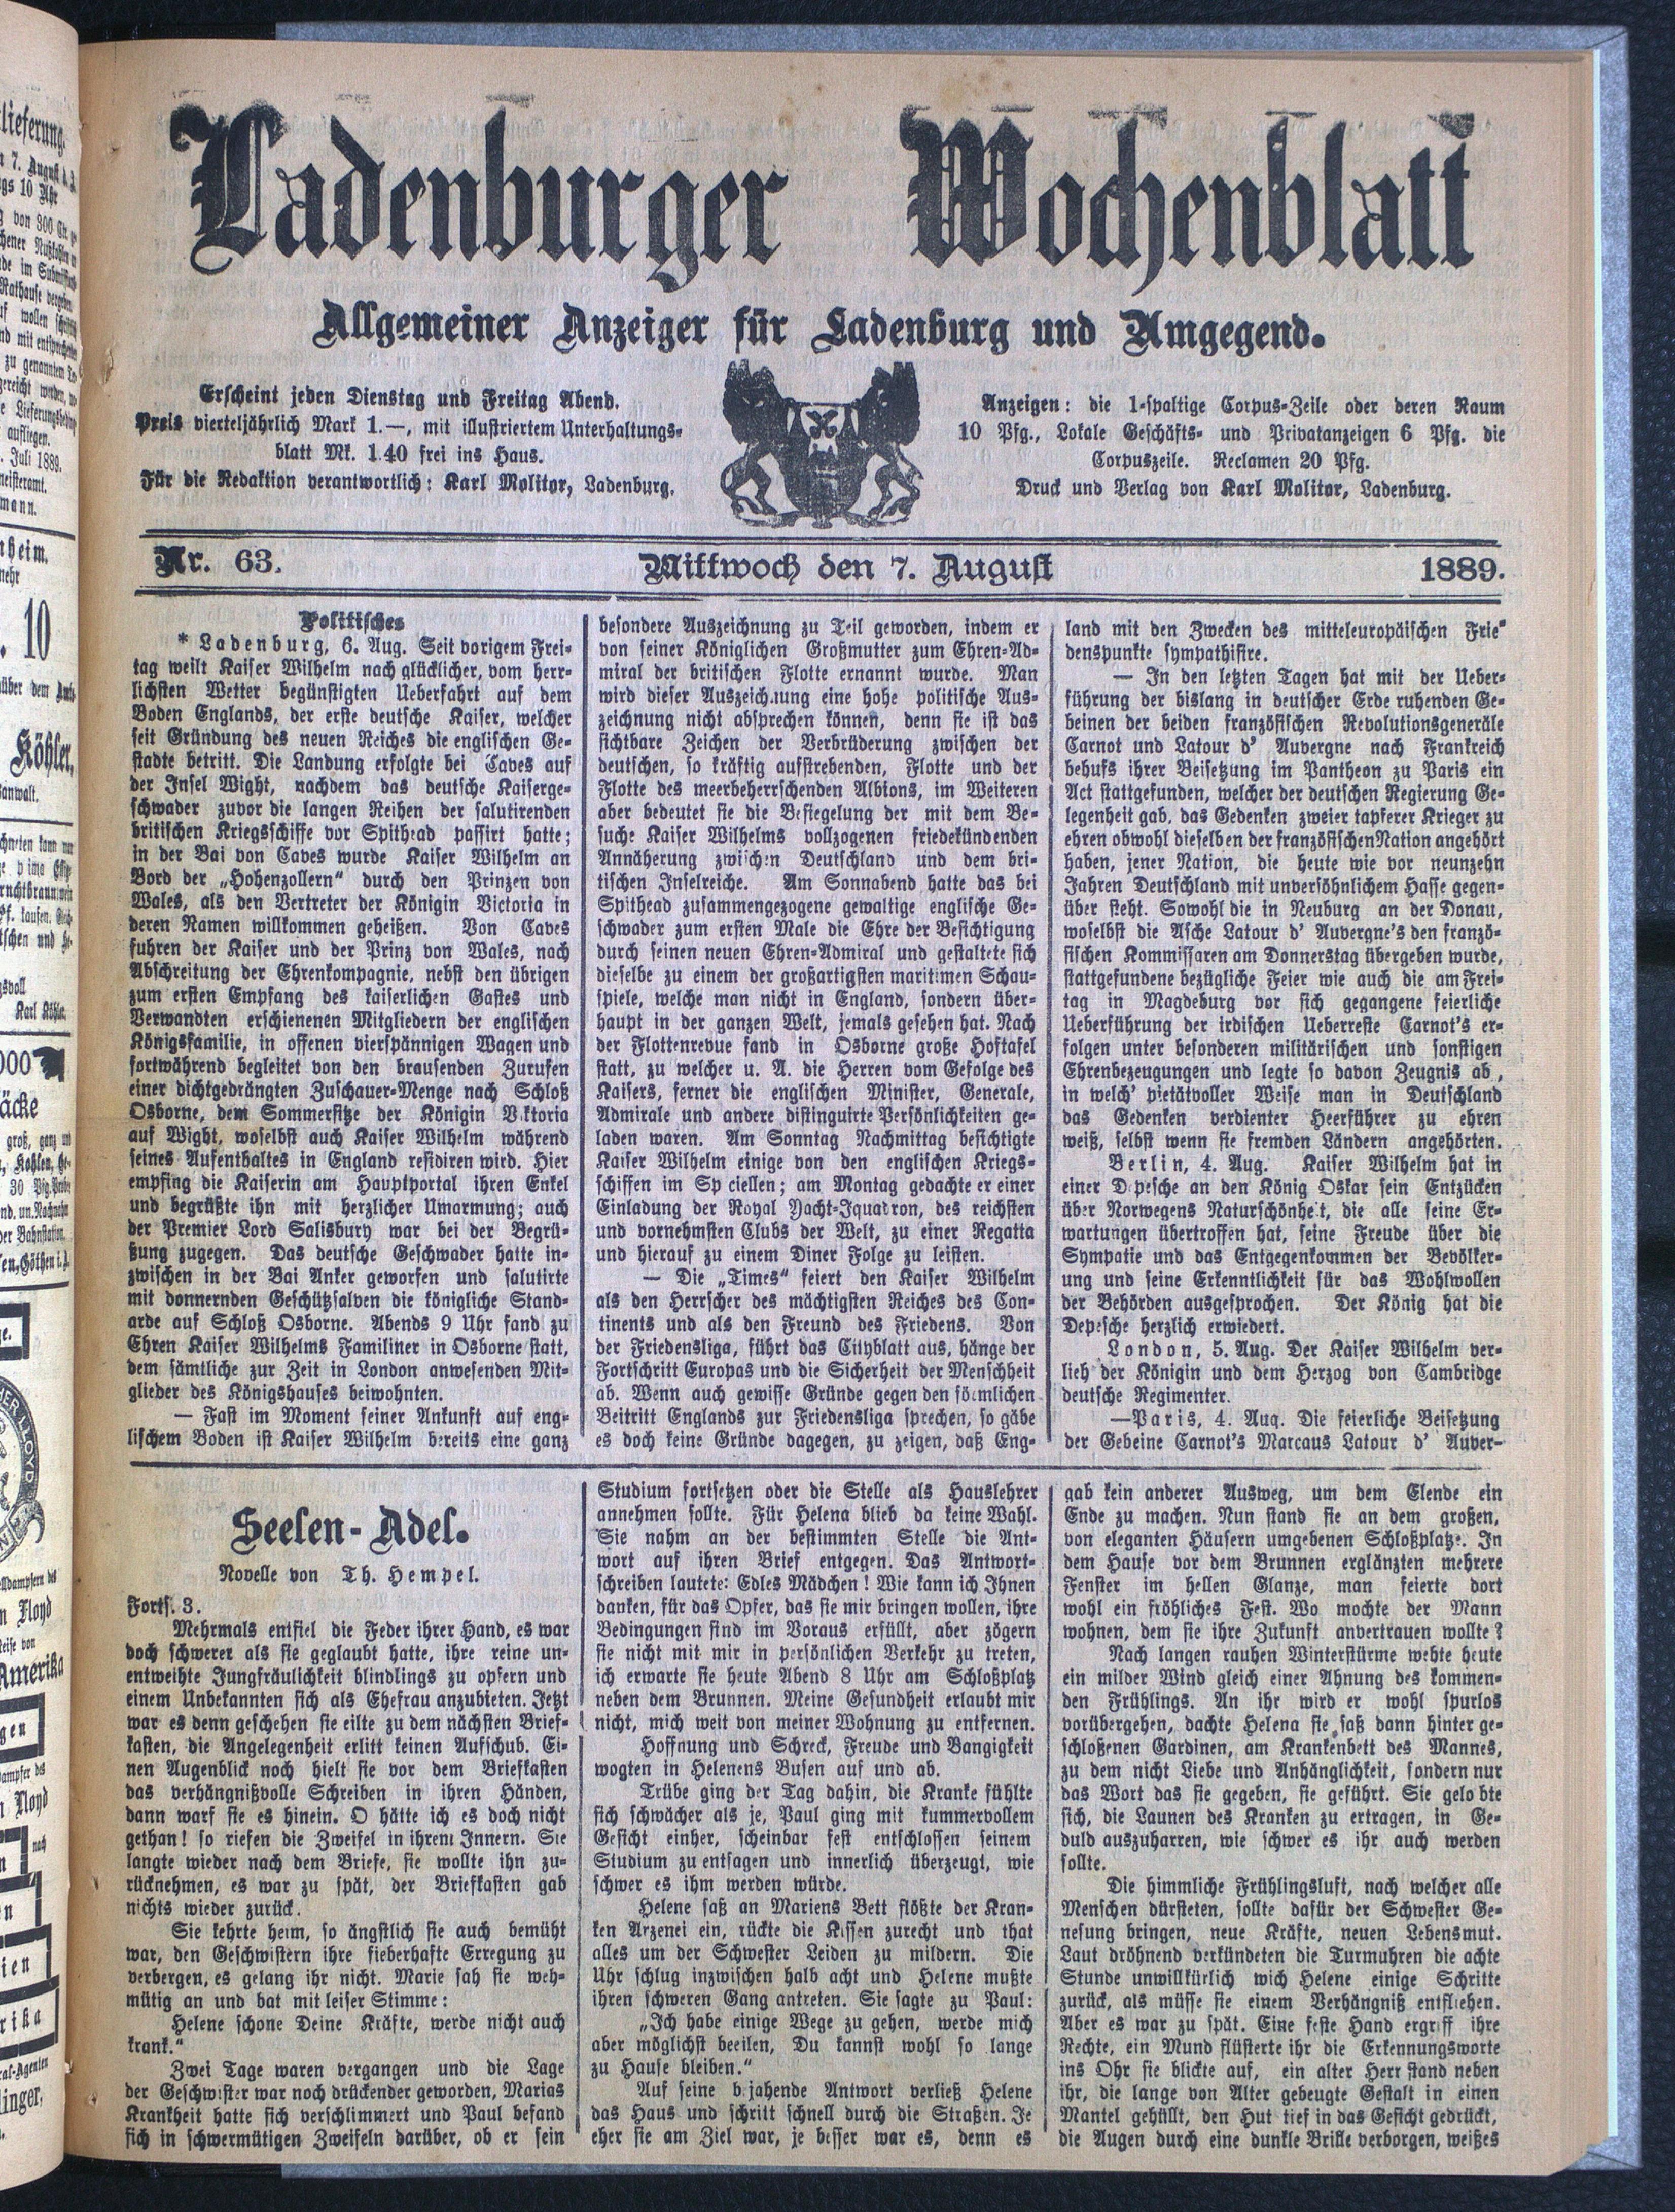 Ladenburger Wochenblatt
Allgemeiner Anzeiger für Ladenburg und Umgegend.
Erscheint jeden Dienstag und Freitag Abend.
Preis vierteljährlich Mark 1.—, mit illustriertem Unterhaltungs-
blatt Mk. 1.40 frei ins Haus.
Für die Redaktion verantwortlich: Karl Molitor, Ladenburg.
Anzeigen: die 1-spaltige Corpus-Zeile oder deren Raum
10 Pfg., Lokale Geschäfts- und Privatanzeigen 6 Pfg. die
Corpuszeile. Reclamen 20 Pfg.
Druck und Verlag von Karl Molitor, Ladenburg.
Nr. 63. Mittwoch den 7. August 1889.
Politisches
* Ladenburg, 6. Aug. Seit vorigem Frei-
tag weilt Kaiser Wilhelm nach glücklicher, vom herr-
lichsten Wetter begünstigten Ueberfahrt auf dem
Boden Englands, der erste deutsche Kaiser, welcher
seit Gründung des neuen Reiches die englischen Ge-
stade betritt. Die Landung erfolgte bei Caves auf
der Insel Wight, nachdem das deutsche Kaiserge-
schwader zuvor die langen Reihen der salutirenden
britischen Kriegsschiffe vor Spithead passirt hatte;
in der Bai von Caves wurde Kaiser Wilhelm an
Bord der „Hohenzollern“ durch den Prinzen von
Wales, als den Vertreter der Königin Victoria in
deren Namen willkommen geheißen. Von Caves
fuhren der Kaiser und der Prinz von Wales, nach
Abschreitung der Ehrenkompagnie, nebst den übrigen
zum ersten Empfang des kaiserlichen Gastes und
Verwandten erschienenen Mitgliedern der englischen
Königsfamilie, in offenen vierspännigen Wagen und
fortwährend begleitet von den brausenden Zurufen
einer dichtgedrängten Zuschauer-Menge nach Schloß
Osborne, dem Sommersitze der Königin Viktoria
auf Wight, woselbst auch Kaiser Wilhelm während
seines Aufenthaltes in England residiren wird. Hier
empfing die Kaiserin am Hauptportal ihren Enkel
und begrüßte ihn mit herzlicher Umarmung; auch
der Premier Lord Salisbury war bei der Begrü-
ßung zugegen. Das deutsche Geschwader hatte in-
zwischen in der Bai Anker geworfen und salutirte
mit donnernden Geschützsalven die königliche Stand-
arde auf Schloß Osborne. Abends 9 Uhr fand zu
Ehren Kaiser Wilhelms Familiner in Osborne statt,
dem sämtliche zur Zeit in London anwesenden Mit-
glieder des Königshauses beiwohnten.
— Fast im Moment seiner Ankunft auf eng-
lischem Boden ist Kaiser Wilhelm bereits eine ganz
besondere Auszeichnung zu Teil geworden, indem er
von seiner Königlichen Großmutter zum Ehren-Ad-
miral der britischen Flotte ernannt wurde. Man
wird dieser Auszeichnung eine hohe politische Aus-
zeichnung nicht absprechen können, denn sie ist das
sichtbare Zeichen der Verbrüderung zwischen der
deutschen, so kräftig aufstrebenden, Flotte und der
Flotte des meerbeherrschenden Albions, im Weiteren
aber bedeutet sie die Besiegelung der mit dem Be-
suche Kaiser Wilhelms vollzogenen friedekündenden
Annäherung zwischen Deutschland und dem bri-
tischen Inselreiche. Am Sonnabend hatte das bei
Spithead zusammengezogene gewaltige englische Ge-
schwader zum ersten Male die Ehre der Besichtigung
durch seinen neuen Ehren-Admiral und gestaltete sich
dieselbe zu einem der großartigsten maritimen Schau-
spiele, welche man nicht in England, sondern über-
haupt in der ganzen Welt, jemals gesehen hat. Nach
der Flottenrevue fand in Osborne große Hoftafel
statt, zu welcher u. A. die Herren vom Gefolge des
Kaisers, ferner die englischen Minister, Generale,
Admirale und andere distinguirte Persönlichkeiten ge-
laden waren. Am Sonntag Nachmittag besichtigte
Kaiser Wilhelm einige von den englischen Kriegs-
schiffen im Speciellen; am Montag gedachte er einer
Einladung der Royal Yacht-Iquadron, des reichsten
und vornehmsten Clubs der Welt, zu einer Regatta
und hierauf zu einem Diner Folge zu leisten.
— Die „Times“ feiert den Kaiser Wilhelm
als den Herrscher des mächtigsten Reiches des Con-
tinents und als den Freund des Friedens. Von
der Friedensliga, führt das Cityblatt aus, hänge der
Fortschritt Europas und die Sicherheit der Menschheit
ab. Wenn auch gewisse Gründe gegen den förmlichen
Beitritt Englands zur Friedensliga sprechen, so gäbe
es doch keine Gründe dagegen, zu zeigen, daß Eng-
land mit den Zwecken des mitteleuropäischen Frie-
denspunkte sympathisire.
— In den letzten Tagen hat mit der Ueber-
führung der bislang in deutscher Erde ruhenden Ge-
beinen der beiden französischen Revolutionsgeneräle
Carnot und Latour d' Auvergne nach Frankreich
behufs ihrer Beisetzung im Pantheon zu Paris ein
Act stattgefunden, welcher der deutschen Regierung Ge-
legenheit gab, das Gedenken zweier tapferer Krieger zu
ehren obwohl dieselben der französischen Nation angehört
haben, jener Nation, die heute wie vor neunzehn
Jahren Deutschland mit unversöhnlichem Hasse gegen-
über steht. Sowohl die in Neuburg an der Donau,
woselbst die Asche Latour d' Auvergne's den franzö-
sischen Kommissaren am Donnerstag übergeben wurde,
stattgefundene bezügliche Feier wie auch die am Frei-
tag in Magdeburg vor sich gegangene feierliche
Ueberführung der irdischen Ueberreste Carnot's er-
folgen unter besonderen militärischen und sonstigen
Ehrenbezeugungen und legte so davon Zeugnis ab,
in welch' pietätvoller Weise man in Deutschland
das Gedenken verdienter Heerführer zu ehren
weiß, selbst wenn sie fremden Ländern angehörten.
Berlin, 4. Aug. Kaiser Wilhelm hat in
einer Depesche an den König Oskar sein Entzücken
über Norwegens Naturschönheit, die alle seine Er-
wartungen übertroffen hat, seine Freude über die
Sympatie und das Entgegenkommen der Bevölker-
ung und seine Erkenntlichkeit für das Wohlwollen
der Behörden ausgesprochen. Der König hat die
Depesche herzlich erwiedert.
London, 5. Aug. Der Kaiser Wilhelm ver-
lieh der Königin und dem Herzog von Cambridge
deutsche Regimenter.
—Paris, 4. Aug. Die feierliche Beisetzung
der Gebeine Carnot's Marcaus Latour d' Auver-
Seelen-Adel.
Novelle von Th. Hempel.
Forts. 3.
Mehrmals entfiel die Feder ihrer Hand, es war
doch schwerer als sie geglaubt hatte, ihre reine un-
entweihte Jungfräulichkeit blindlings zu opfern und
einem Unbekannten sich als Ehefrau anzubieten. Jetzt
war es denn geschehen sie eilte zu dem nächsten Brief-
kasten, die Angelegenheit erlitt keinen Aufschub. Ei-
nen Augenblick noch hielt sie vor dem Briefkasten
das verhängnißvolle Schreiben in ihren Händen,
dann warf sie es hinein. O hätte ich es doch nicht
gethan! so riefen die Zweifel in ihrem Innern. Sie
langte wieder nach dem Briefe, sie wollte ihn zu-
rücknehmen, es war zu spät, der Briefkasten gab
nichts wieder zurück.
Sie kehrte heim, so ängstlich sie auch bemüht
war, den Geschwistern ihre fieberhafte Erregung zu
verbergen, es gelang ihr nicht. Marie sah sie weh-
mütig an und bat mit leiser Stimme:
Helene schone Deine Kräfte, werde nicht auch
krank.“
Zwei Tage waren vergangen und die Lage
der Geschwister war noch drückender geworden, Marias
Krankheit hatte sich verschlimmert und Paul befand
sich in schwermütigen Zweifeln darüber, ob er sein
Studium fortsetzen oder die Stelle als Hauslehrer
annehmen sollte. Für Helena blieb da keine Wahl.
Sie nahm an der bestimmten Stelle die Ant-
wort auf ihren Brief entgegen. Das Antwort-
schreiben lautete: Edles Mädchen! Wie kann ich Ihnen
danken, für das Opfer, das sie mir bringen wollen, ihre
Bedingungen sind im Voraus erfüllt, aber zögern
sie nicht mit mir in persönlichen Verkehr zu treten,
ich erwarte sie heute Abend 8 Uhr am Schloßplatz
neben dem Brunnen. Meine Gesundheit erlaubt mir
nicht, mich weit von meiner Wohnung zu entfernen.
Hoffnung und Schreck, Freude und Bangigkeit
wogten in Helenens Busen auf und ab.
Trübe ging der Tag dahin, die Kranke fühlte
sich schwächer als je, Paul ging mit kummervollem
Gesicht einher, scheinbar fest entschlossen seinem
Studium zu entsagen und innerlich überzeugt, wie
schwer es ihm werden würde.
Helene saß an Mariens Bett flößte der Kran-
ken Arzenei ein, rückte die Kissen zurecht und that
alles um der Schwester Leiden zu mildern. Die
Uhr schlug inzwischen halb acht und Helene mußte
ihren schweren Gang antreten. Sie sagte zu Paul:
„Ich habe einige Wege zu gehen, werde mich
aber möglichst beeilen, Du kannst wohl so lange
zu Hause bleiben.“
Auf seine bejahende Antwort verließ Helene
das Haus und schritt schnell durch die Straßen. Je
eher sie am Ziel war, je besser war es, denn es
gab kein anderer Ausweg, um dem Elende ein
Ende zu machen. Nun stand sie an dem großen,
von eleganten Häusern umgebenen Schloßplatze. In
dem Hause vor dem Brunnen erglänzten mehrere
Fenster im hellen Glanze, man feierte dort
wohl ein fröhliches Fest. Wo mochte der Mann
wohnen, dem sie ihre Zukunft anvertrauen wollte?
Nach langen rauhen Winterstürme wehte heute
ein milder Wind gleich einer Ahnung des kommen-
den Frühlings. An ihr wird er wohl spurlos
vorübergehen, dachte Helena sie saß dann hinter ge-
schloßenen Gardinen, am Krankenbett des Mannes,
zu dem nicht Liebe und Anhänglichkeit, sondern nur
das Wort das sie gegeben, sie geführt. Sie gelobte
sich, die Launen des Kranken zu ertragen, in Ge-
duld auszuharren, wie schwer es ihr auch werden
sollte.
Die himmliche Frühlingsluft, nach welcher alle
Menschen dürsteten, sollte dafür der Schwester Ge-
nesung bringen, neue Kräfte, neuen Lebensmut.
Laut dröhnend verkündeten die Turmuhren die achte
Stunde unwillkürlich wich Helene einige Schritte
zurück, als müsse sie einem Verhängniß entfliehen.
Aber es war zu spät. Eine feste Hand ergriff ihre
Rechte, ein Mund flüsterte ihr die Erkennungsworte
ins Ohr sie blickte auf, ein alter Herr stand neben
ihr, die lange von Alter gebeugte Gestalt in einen
Mantel gehüllt, den Hut tief in das Gesicht gedrückt,
die Augen durch eine dunkle Brille verborgen, weißes